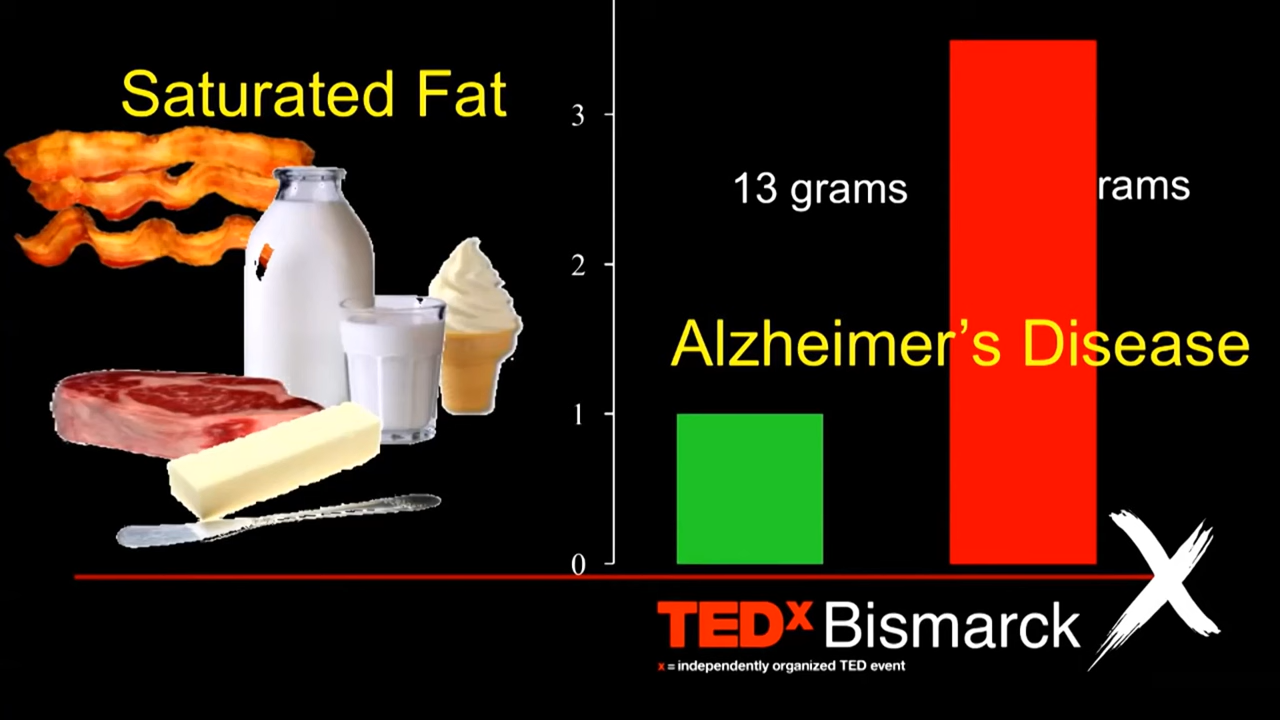 Saturated Fat
3
13 grams
rams
2
Alzheimer's Disease
1
0
TEDx Bismarck
x = independently organized TED event